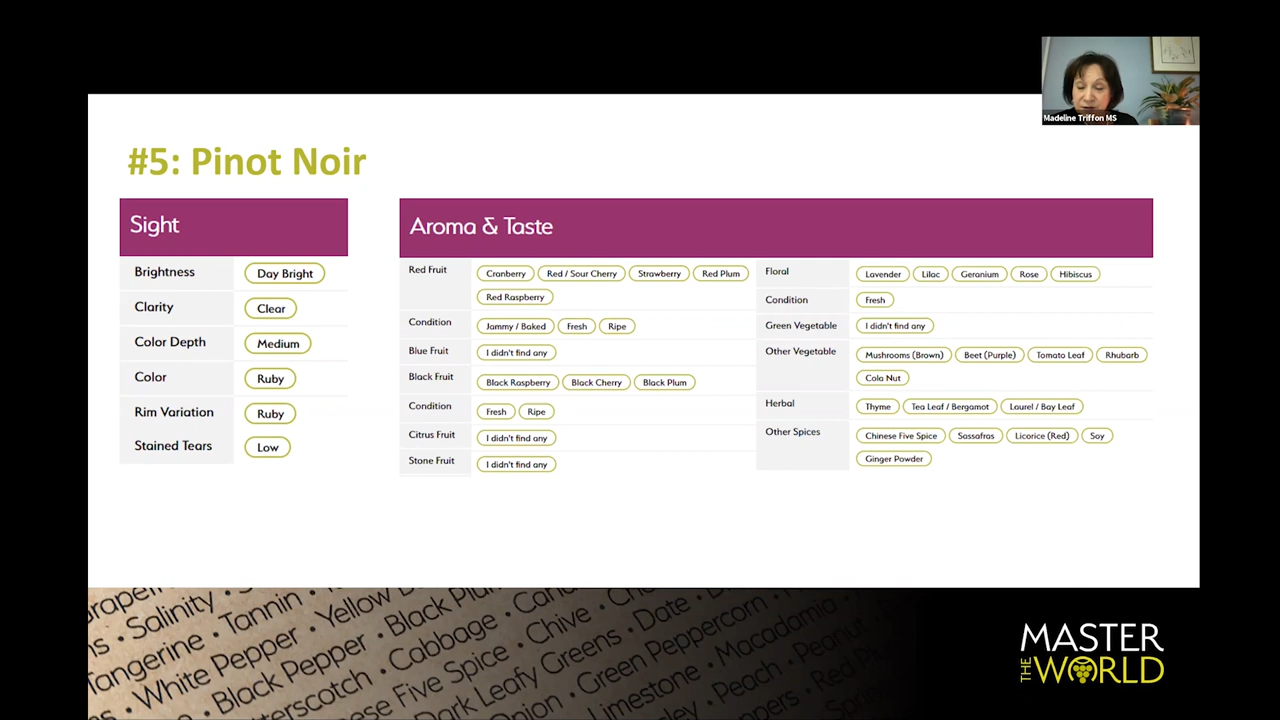 Madeline Triffon MS
#5: Pinot Noir
Sight
Brightness Day Bright
Clarity Clear
Color Depth Medium
Color Ruby
Rim Variation Ruby
Stained Tears Low
Aroma & Taste
Red Fruit Cranberry Red / Sour Cherry Strawberry Red Plum
Red Raspberry
Condition Jammy / Baked Fresh Ripe
Blue Fruit I didn't find any
Black Fruit Black Raspberry Black Cherry Black Plum
Condition Fresh Ripe
Citrus Fruit I didn't find any
Stone Fruit I didn't find any
Floral Lavender Lilac Geranium Rose Hibiscus
Condition Fresh
Green Vegetable I didn't find any
Other Vegetable Mushrooms (Brown) Beet (Purple) Tomato Leaf Rhubarb
Cola Nut
Herbal Thyme Tea Leaf / Bergamot Laurel / Bay Leaf
Other Spices Chinese Five Spice Sassafras Licorice (Red) Soy
Ginger Powder
• Salinity •
Tangerine • Tannin • Yellow
• White Pepper • Black
• Black Pepper • Cabbage • Chive •
Five Spice • Date •
Dark Leafy Greens • Green Peppercorn •
Onion • Limestone • Macadamia •
Peach • Peanut
MASTER
THE WORLD